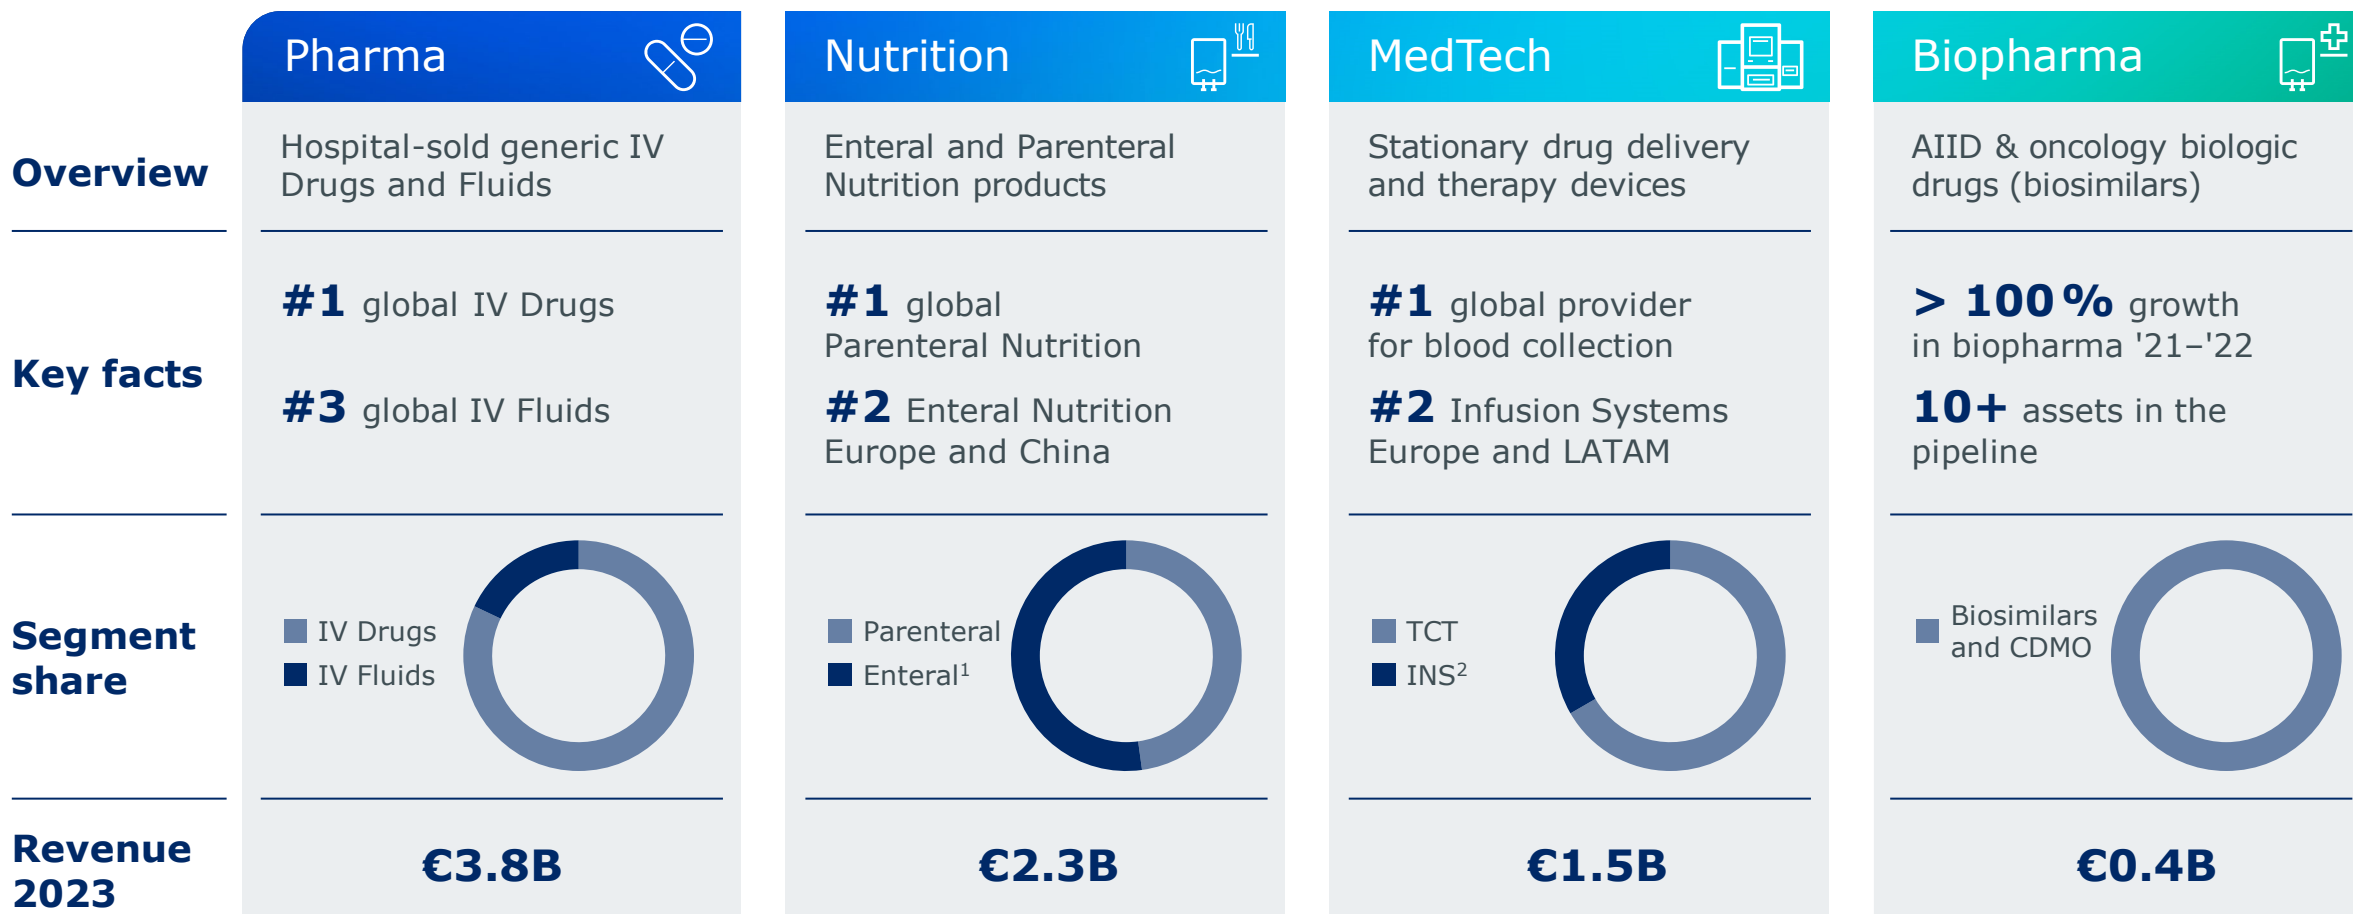 Pharma
Nutrition
MedTech
Biopharma
Overview
Hospital-sold generic IV
Drugs and Fluids
Enteral and Parenteral
Nutrition products
Stationary drug delivery
and therapy devices
AIID & oncology biologic
drugs (biosimilars)
Key facts
#1 global IV Drugs
#3 global IV Fluids
#1 global
Parenteral Nutrition
#2 Enteral Nutrition
Europe and China
#1 global provider
for blood collection
#2 Infusion Systems
Europe and LATAM
> 100 % growth
in biopharma '21–'22
10+ assets in the
pipeline
Segment
share
IV Drugs
IV Fluids
Parenteral
Enteral¹
TCT
INS²
Biosimilars
and CDMO
Revenue
2023
€3.8B
€2.3B
€1.5B
€0.4B